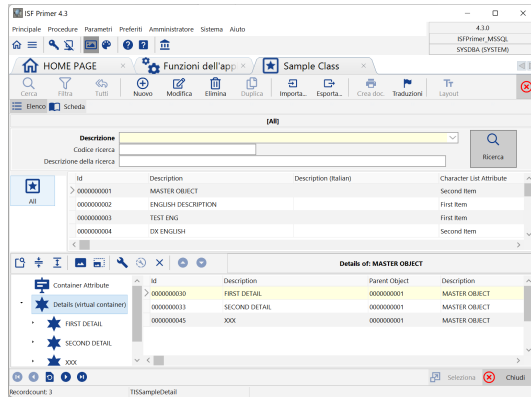 ISF Primer 4.3
Principale Procedure Parametri Preferiti Amministratore Sistema Aiuto
4.3.0
ISFPrimer_MSSQL
SYSDBA (SYSTEM)
HOME PAGE
Funzioni dell'app
Sample Class
Cerca Filtra Tutti Nuovo Modifica Elimina Duplica Importa... Esporta... Crea doc. Traduzioni Layout
Elenco Scheda
[All]
Descrizione
Codice ricerca
Descrizione della ricerca
Ricerca
All
Id Description Description (Italian) Character List Attribute
0000000001 MASTER OBJECT Second Item
0000000002 ENGLISH DESCRIPTION First Item
0000000003 TEST ENG First Item
0000000004 DX ENGLISH Second Item
Details of: MASTER OBJECT
Container Attribute
Details (virtual container)
FIRST DETAIL
SECOND DETAIL
XXX
Id Description Parent Object Description
0000000030 FIRST DETAIL 0000000001 MASTER OBJECT
0000000033 SECOND DETAIL 0000000001 MASTER OBJECT
0000000045 XXX 0000000001 MASTER OBJECT
Seleziona Chiudi
Recordcount: 3 TISSampleDetail